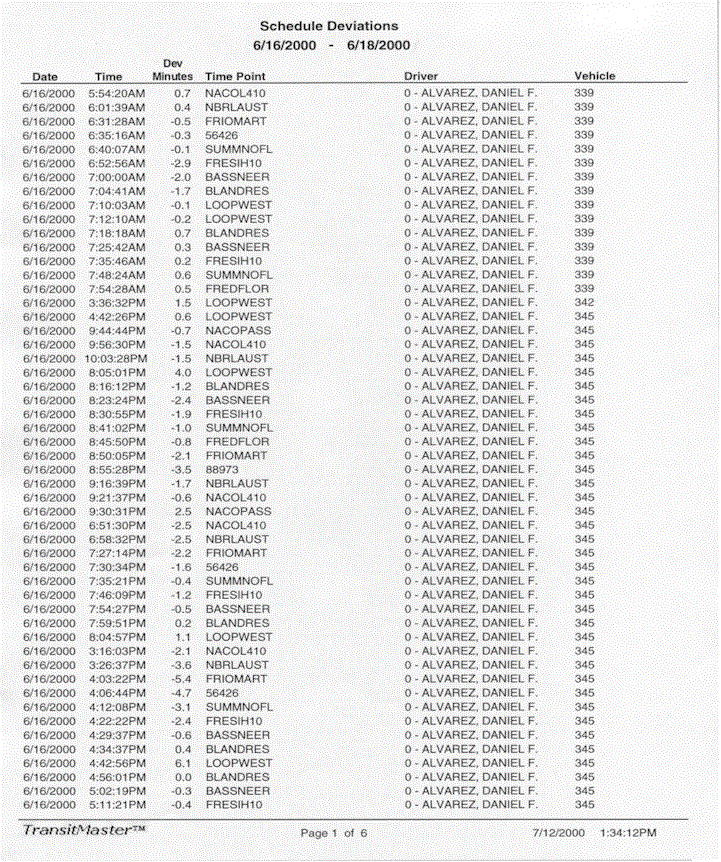 Schedule Deviations
6/16/2000 - 6/18/2000
Dev
Date Time Minutes Time Point Driver Vehicle
6/16/2000 5:54:20AM 0.7 NACOL410 0 - ALVAREZ, DANIEL F. 339
6/16/2000 6:01:39AM 0.4 NBRLAUST 0 - ALVAREZ, DANIEL F. 339
6/16/2000 6:31:28AM -0.5 FRIOMART 0 - ALVAREZ, DANIEL F. 339
6/16/2000 6:35:16AM -0.3 56426 0 - ALVAREZ, DANIEL F. 339
6/16/2000 6:40:07AM -0.1 SUMMNOFL 0 - ALVAREZ, DANIEL F. 339
6/16/2000 6:52:56AM -2.9 FRESIH10 0 - ALVAREZ, DANIEL F. 339
6/16/2000 7:00:00AM -2.0 BASSNEER 0 - ALVAREZ, DANIEL F. 339
6/16/2000 7:04:41AM -1.7 BLANDRES 0 - ALVAREZ, DANIEL F. 339
6/16/2000 7:10:03AM -0.1 LOOPWEST 0 - ALVAREZ, DANIEL F. 339
6/16/2000 7:12:10AM -0.2 LOOPWEST 0 - ALVAREZ, DANIEL F. 339
6/16/2000 7:18:18AM 0.7 BLANDRES 0 - ALVAREZ, DANIEL F. 339
6/16/2000 7:25:42AM 0.3 BASSNEER 0 - ALVAREZ, DANIEL F. 339
6/16/2000 7:35:46AM 0.2 FRESIH10 0 - ALVAREZ, DANIEL F. 339
6/16/2000 7:48:24AM 0.6 SUMMNOFL 0 - ALVAREZ, DANIEL F. 339
6/16/2000 7:54:28AM 0.5 FREDFLOR 0 - ALVAREZ, DANIEL F. 339
6/16/2000 3:36:32PM 1.5 LOOPWEST 0 - ALVAREZ, DANIEL F. 342
6/16/2000 4:42:26PM 0.6 LOOPWEST 0 - ALVAREZ, DANIEL F. 345
6/16/2000 9:44:44PM -0.7 NACOPASS 0 - ALVAREZ, DANIEL F. 345
6/16/2000 9:56:30PM -1.5 NACOL410 0 - ALVAREZ, DANIEL F. 345
6/16/2000 10:03:28PM -1.5 NBRLAUST 0 - ALVAREZ, DANIEL F. 345
6/16/2000 8:05:01PM 4.0 LOOPWEST 0 - ALVAREZ, DANIEL F. 345
6/16/2000 8:16:12PM -1.2 BLANDRES 0 - ALVAREZ, DANIEL F. 345
6/16/2000 8:23:24PM -2.4 BASSNEER 0 - ALVAREZ, DANIEL F. 345
6/16/2000 8:30:55PM -1.9 FRESIH10 0 - ALVAREZ, DANIEL F. 345
6/16/2000 8:41:02PM -1.0 SUMMNOFL 0 - ALVAREZ, DANIEL F. 345
6/16/2000 8:45:50PM -0.8 FREDFLOR 0 - ALVAREZ, DANIEL F. 345
6/16/2000 8:50:05PM -2.1 FRIOMART 0 - ALVAREZ, DANIEL F. 345
6/16/2000 8:55:28PM -3.5 88973 0 - ALVAREZ, DANIEL F. 345
6/16/2000 9:16:39PM -1.7 NBRLAUST 0 - ALVAREZ, DANIEL F. 345
6/16/2000 9:21:37PM -0.6 NACOL410 0 - ALVAREZ, DANIEL F. 345
6/16/2000 9:30:31PM 2.5 NACOPASS 0 - ALVAREZ, DANIEL F. 345
6/16/2000 6:51:30PM -2.5 NACOL410 0 - ALVAREZ, DANIEL F. 345
6/16/2000 6:58:32PM -2.5 NBRLAUST 0 - ALVAREZ, DANIEL F. 345
6/16/2000 7:27:14PM -2.2 FRIOMART 0 - ALVAREZ, DANIEL F. 345
6/16/2000 7:30:34PM -1.6 56426 0 - ALVAREZ, DANIEL F. 345
6/16/2000 7:35:21PM -0.4 SUMMNOFL 0 - ALVAREZ, DANIEL F. 345
6/16/2000 7:46:09PM -1.2 FRESIH10 0 - ALVAREZ, DANIEL F. 345
6/16/2000 7:54:27PM -0.5 BASSNEER 0 - ALVAREZ, DANIEL F. 345
6/16/2000 7:59:51PM 0.2 BLANDRES 0 - ALVAREZ, DANIEL F. 345
6/16/2000 8:04:57PM 1.1 LOOPWEST 0 - ALVAREZ, DANIEL F. 345
6/16/2000 3:16:03PM -2.1 NACOL410 0 - ALVAREZ, DANIEL F. 345
6/16/2000 3:26:37PM -3.6 NBRLAUST 0 - ALVAREZ, DANIEL F. 345
6/16/2000 4:03:22PM -5.4 FRIOMART 0 - ALVAREZ, DANIEL F. 345
6/16/2000 4:06:44PM -4.7 56426 0 - ALVAREZ, DANIEL F. 345
6/16/2000 4:12:08PM -3.1 SUMMNOFL 0 - ALVAREZ, DANIEL F. 345
6/16/2000 4:22:22PM -2.4 FRESIH10 0 - ALVAREZ, DANIEL F. 345
6/16/2000 4:29:37PM -0.6 BASSNEER 0 - ALVAREZ, DANIEL F. 345
6/16/2000 4:34:37PM 0.4 BLANDRES 0 - ALVAREZ, DANIEL F. 345
6/16/2000 4:42:56PM 6.1 LOOPWEST 0 - ALVAREZ, DANIEL F. 345
6/16/2000 4:56:01PM 0.0 BLANDRES 0 - ALVAREZ, DANIEL F. 345
6/16/2000 5:02:19PM -0.3 BASSNEER 0 - ALVAREZ, DANIEL F. 345
6/16/2000 5:11:21PM -0.4 FRESIH10 0 - ALVAREZ, DANIEL F. 345
TransitMaster™ Page 1 of 6 7/12/2000 1:34:12PM